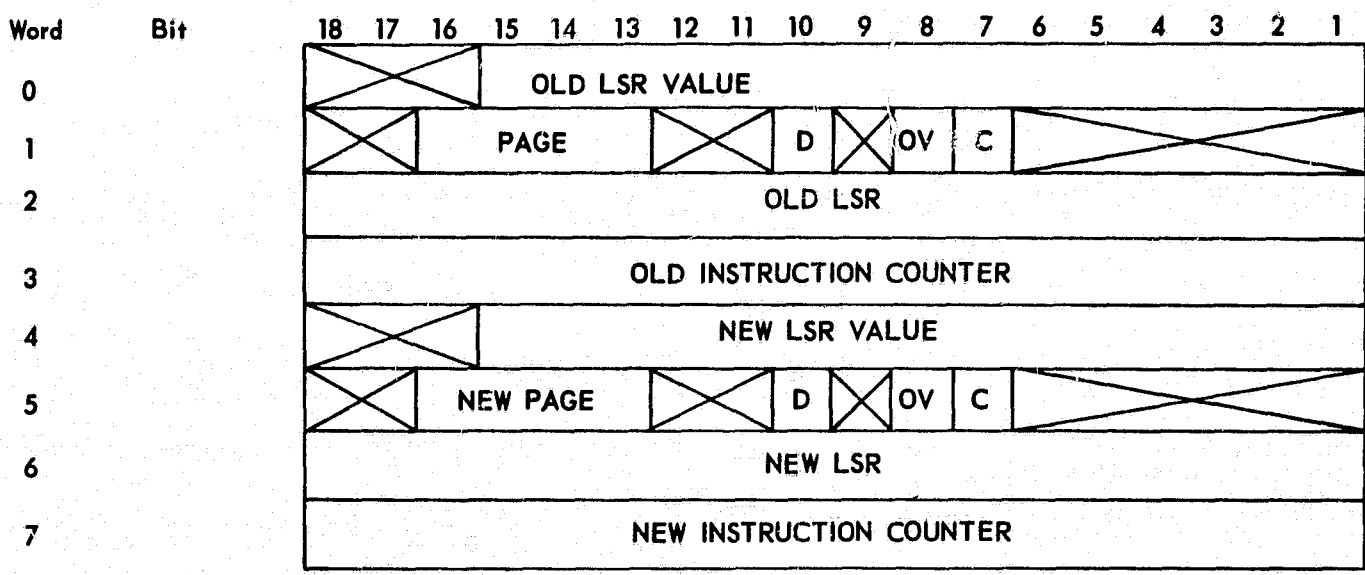 Word Bit 18 17 16 15 14 13 12 11 10 9 8 7 6 5 4 3 2 1
0 OLD LSR VALUE
1 PAGE D OV C
2 OLD LSR
3 OLD INSTRUCTION COUNTER
4 NEW LSR VALUE
5 NEW PAGE D OV C
6 NEW LSR
7 NEW INSTRUCTION COUNTER